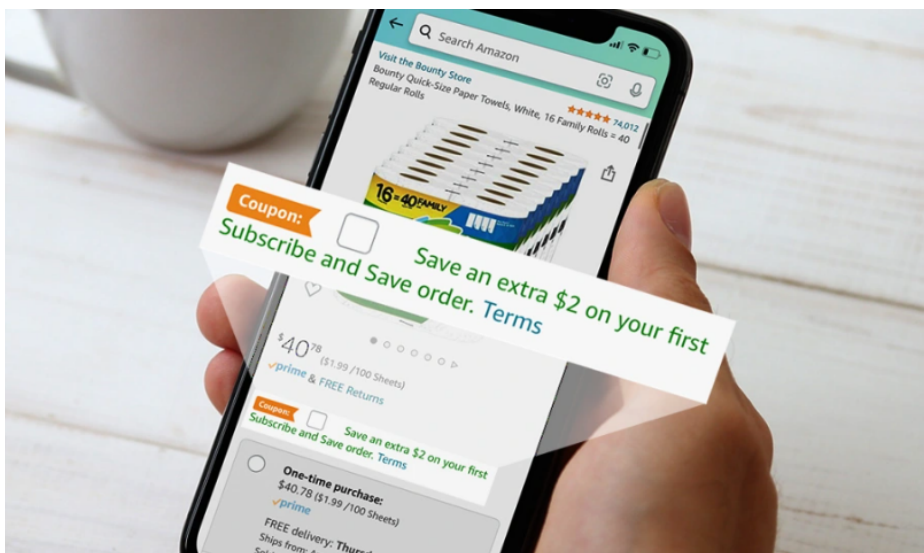 Search Amazon
Visit the Bounty Store
74,012
Bounty Quick-Size Paper Towels, White, 16 Family Rolls = 40
Regular Rolls
16=40 FAMILY
Coupon:
Save an extra $2 on your first
Subscribe and Save order. Terms
$40 78
($1.99 /100 Sheets)
prime & FREE Returns
Coupon:
Save an extra $2 on your first
Subscribe and Save order. Terms
One-time purchase:
$40.78 ($1.99 /100 Sheets)
prime
FREE delivery:
Ships from: